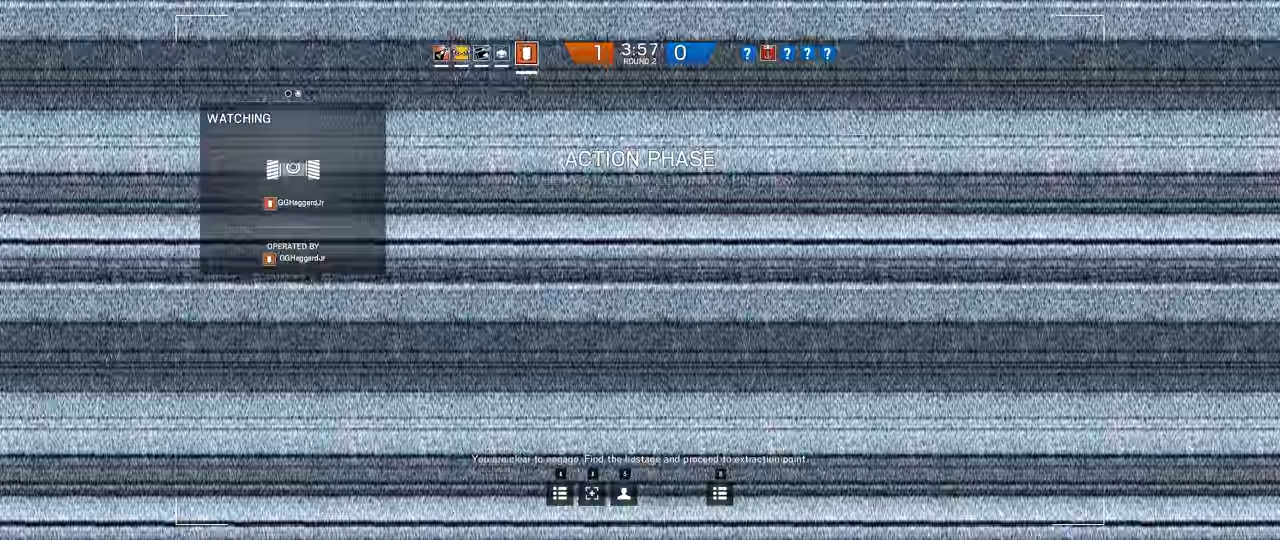 1 3:57 0
ROUND 2
? ? ? ?
WATCHING
ACTION PHASE
GGHaggardJr
OPERATED BY
GGHaggardJr
You are clear to engage. Find the hostage and proceed to extraction point.
5